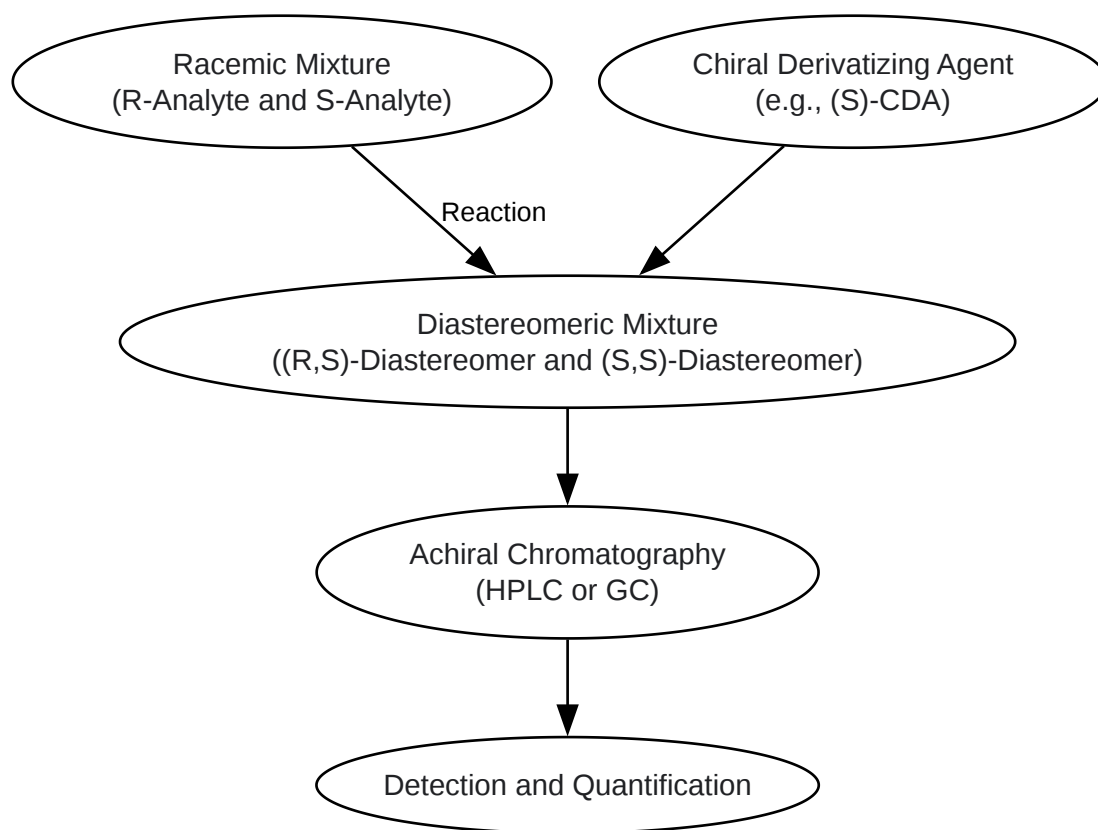 Racemic Mixture
(R-Analyte and S-Analyte)
Chiral Derivatizing Agent
(e.g., (S)-CDA)
Reaction
Diastereomeric Mixture
((R,S)-Diastereomer and (S,S)-Diastereomer)
Achiral Chromatography
(HPLC or GC)
Detection and Quantification